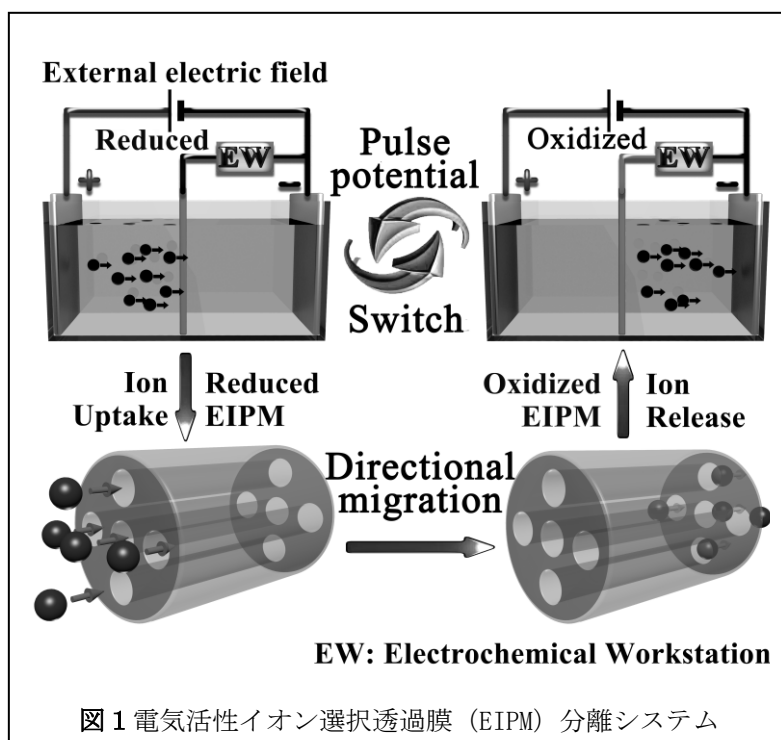 External electric field
Reduced
EW
+
−
Pulse
potential
Switch
Oxidized
EW
+
−
Ion
Uptake
Reduced
EIPM
Oxidized
EIPM
Ion
Release
Directional
migration
EW: Electrochemical Workstation
図1 電気活性イオン選択透過膜 (EIPM) 分離システム